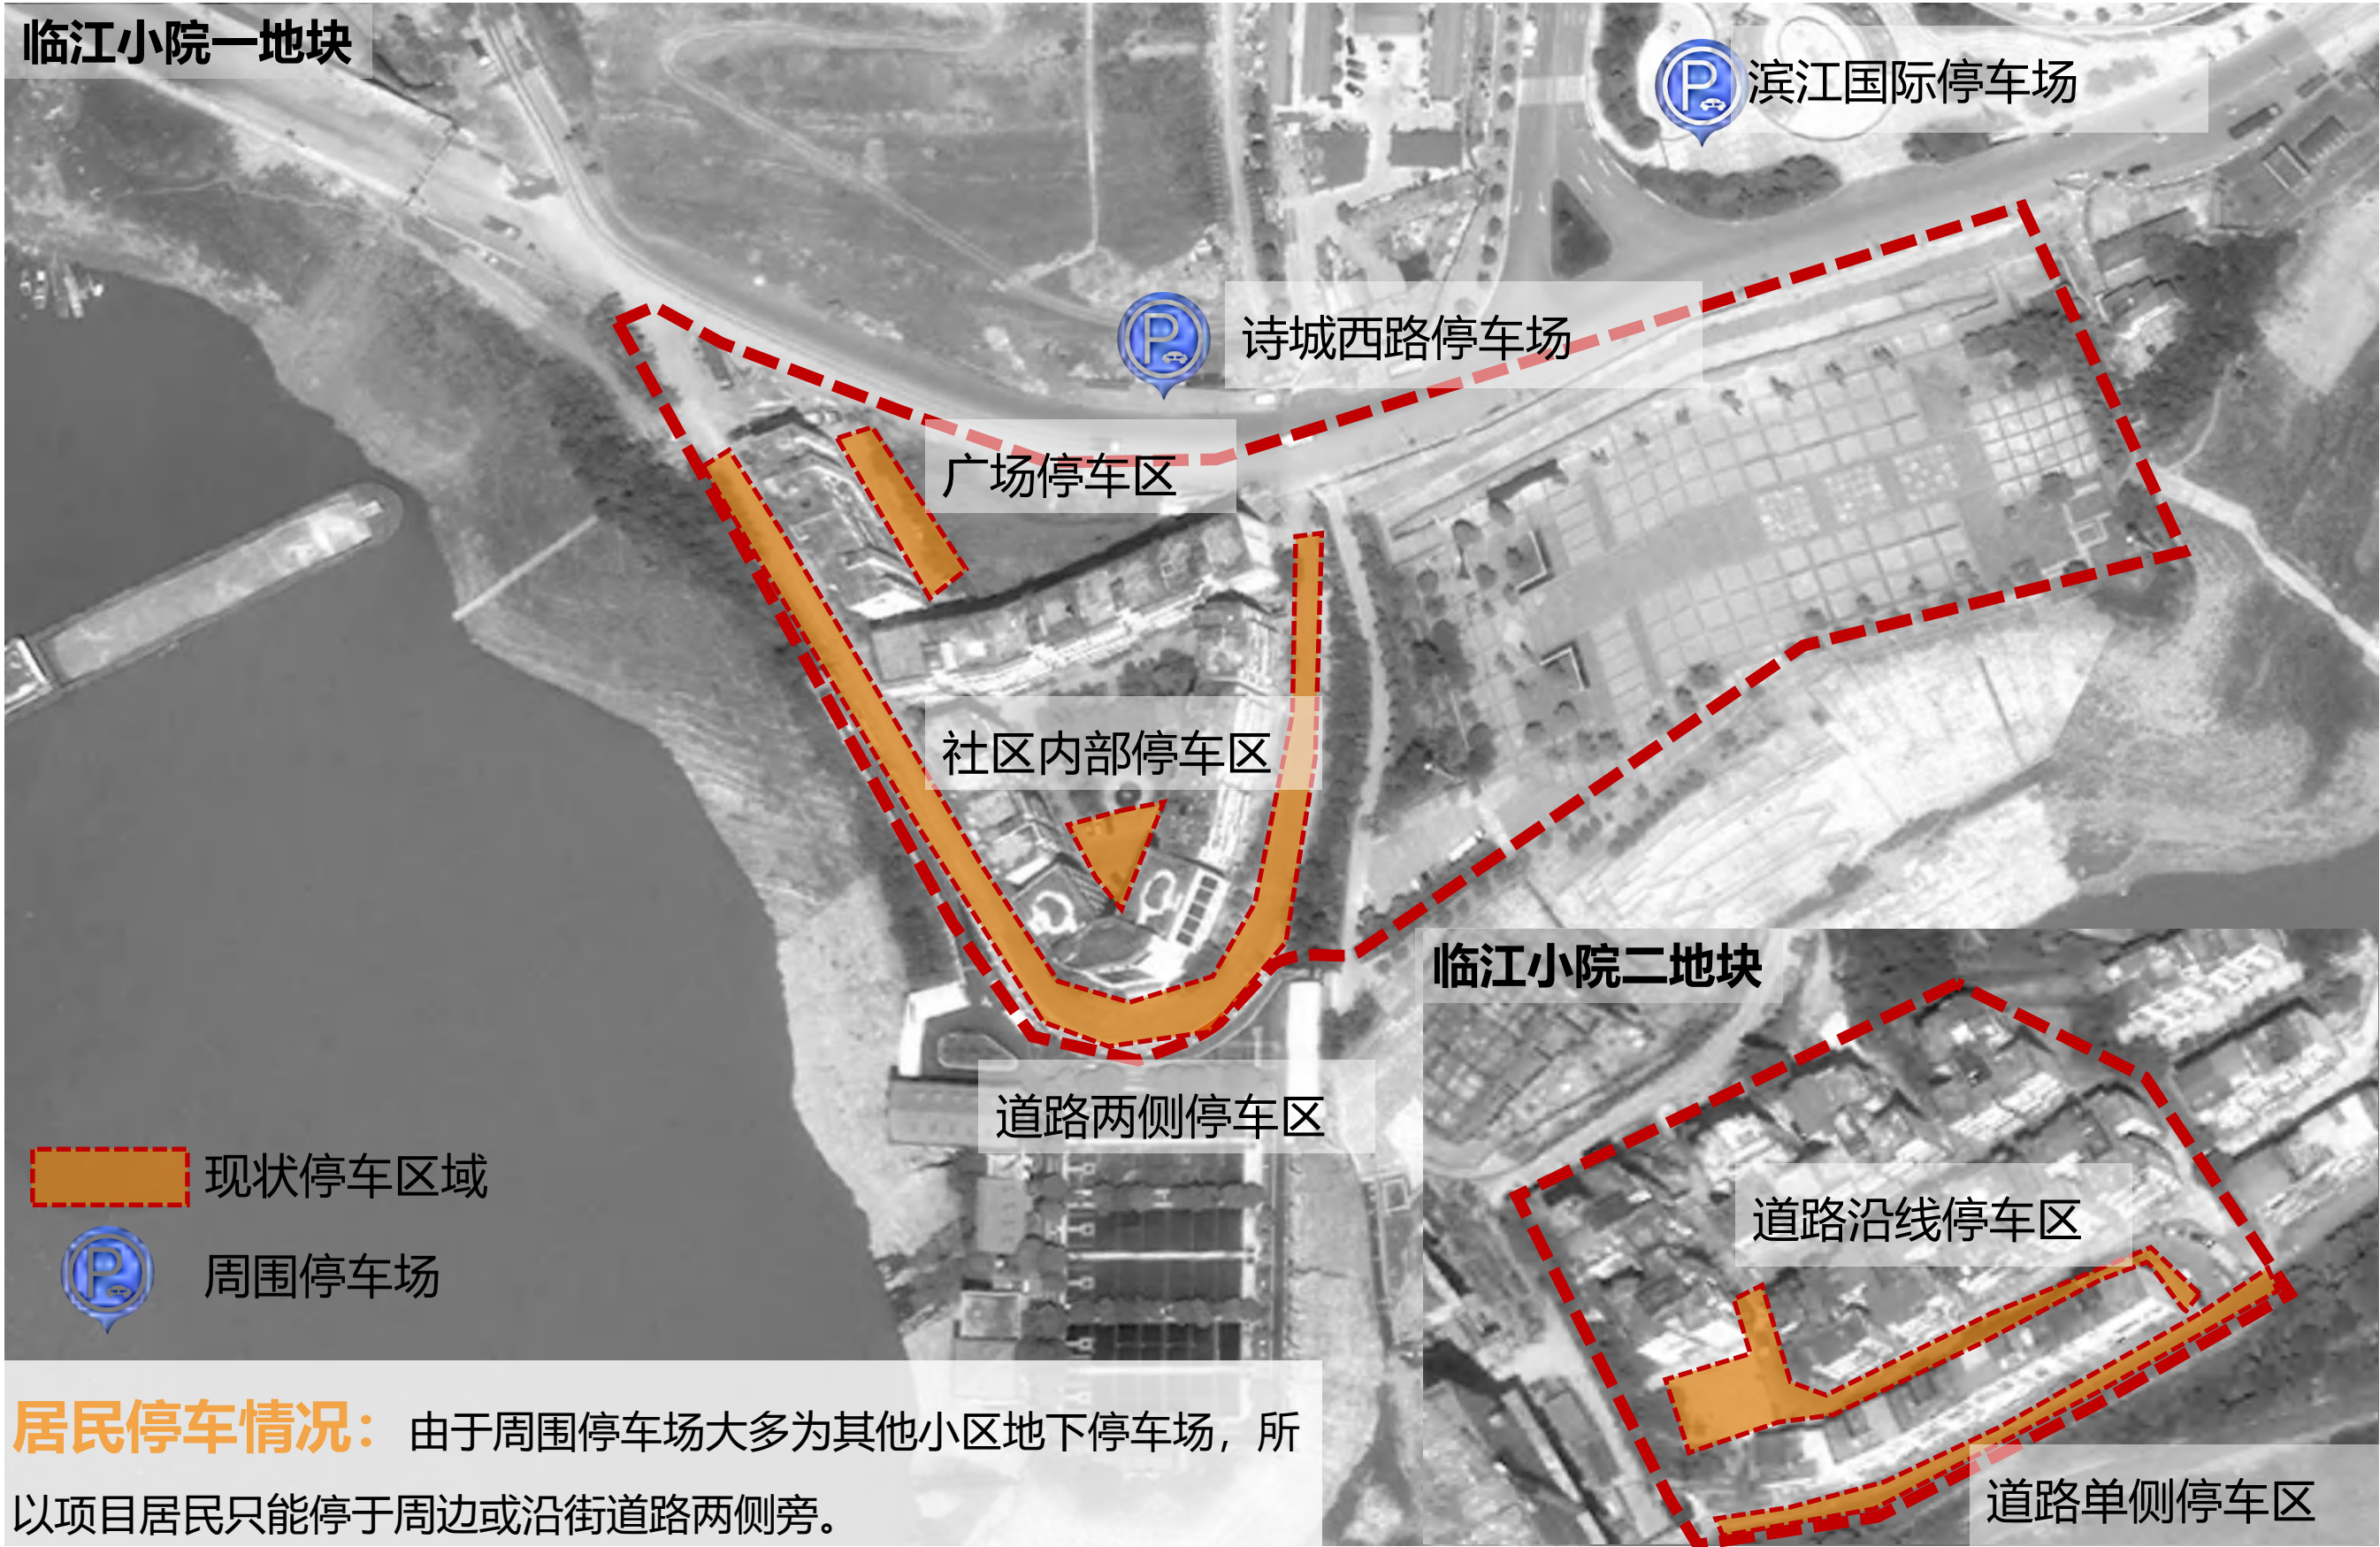 临江小院一地块
滨江国际停车场
诗城西路停车场
广场停车区
社区内部停车区
道路两侧停车区
临江小院二地块
道路沿线停车区
道路单侧停车区
现状停车区域
周围停车场
居民停车情况：由于周围停车场大多为其他小区地下停车场，所
以项目居民只能停于周边或沿街道路两侧旁。